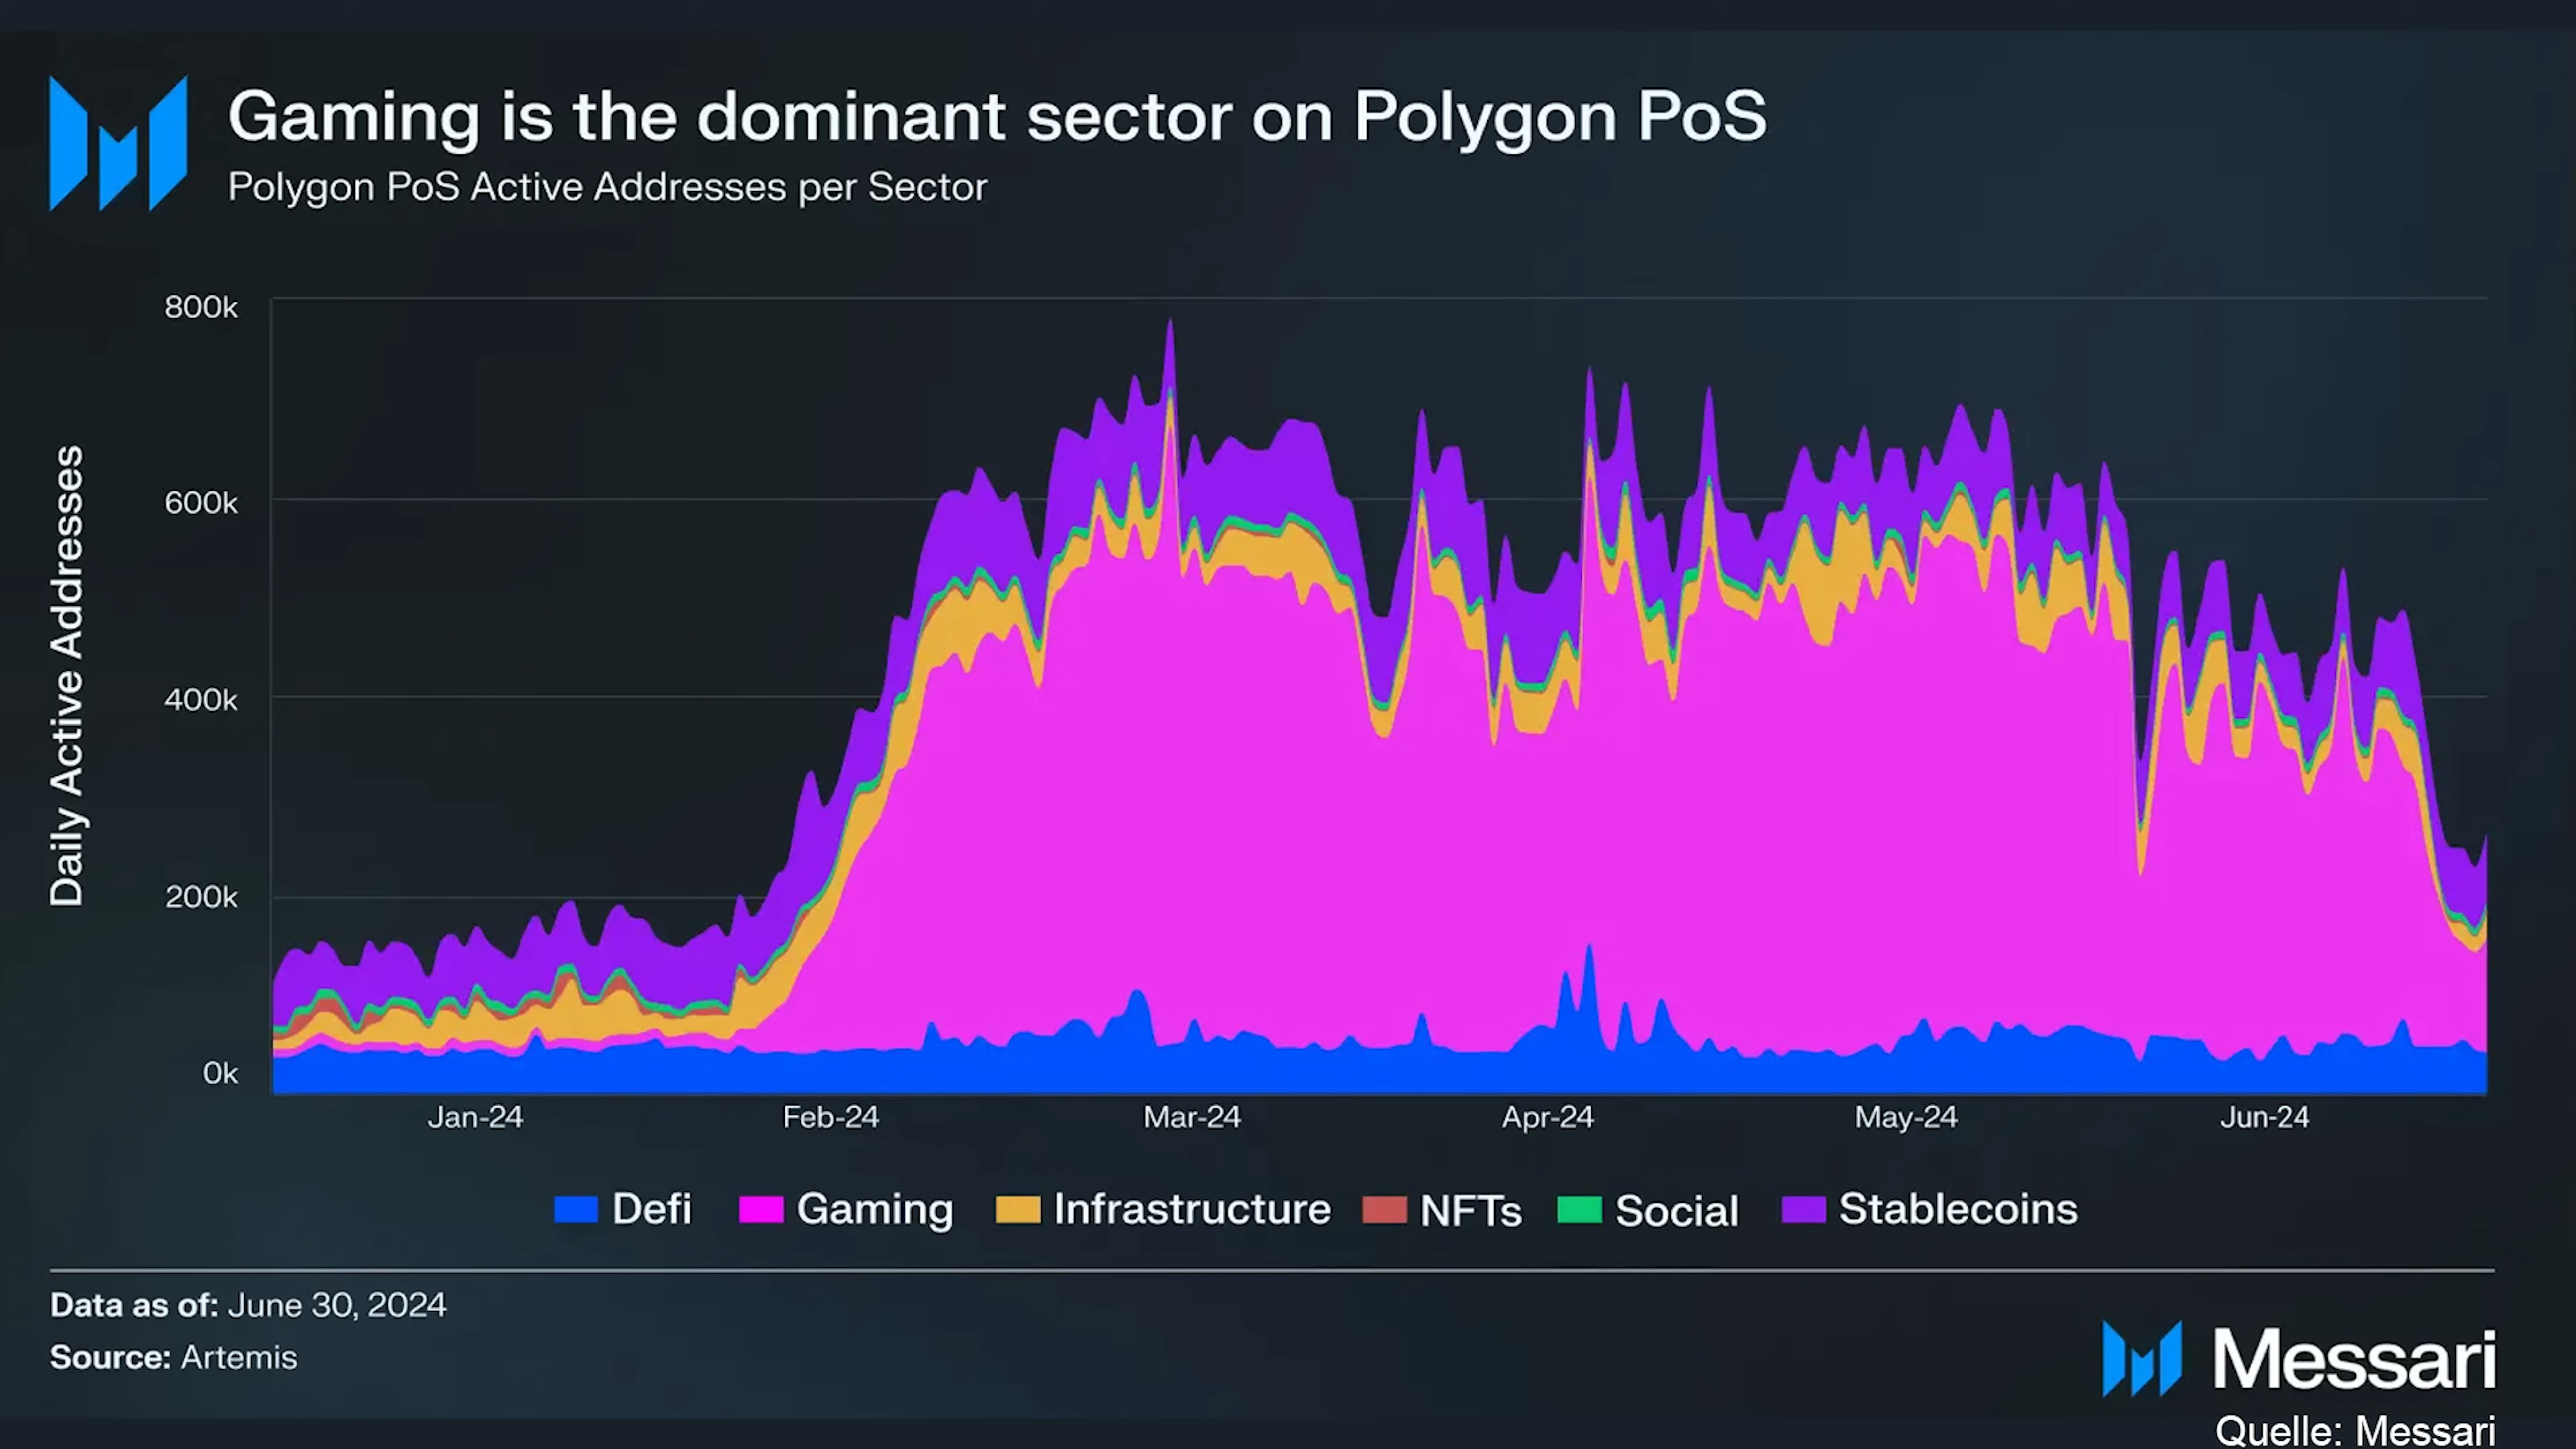 Gaming is the dominant sector on Polygon PoS
Polygon PoS Active Addresses per Sector
Daily Active Addresses
800k
600k
400k
200k
0k
Jan-24 Feb-24 Mar-24 Apr-24 May-24 Jun-24
Defi Gaming Infrastructure NFTs Social Stablecoins
Data as of: June 30, 2024
Source: Artemis
Messari
Quelle: Messari